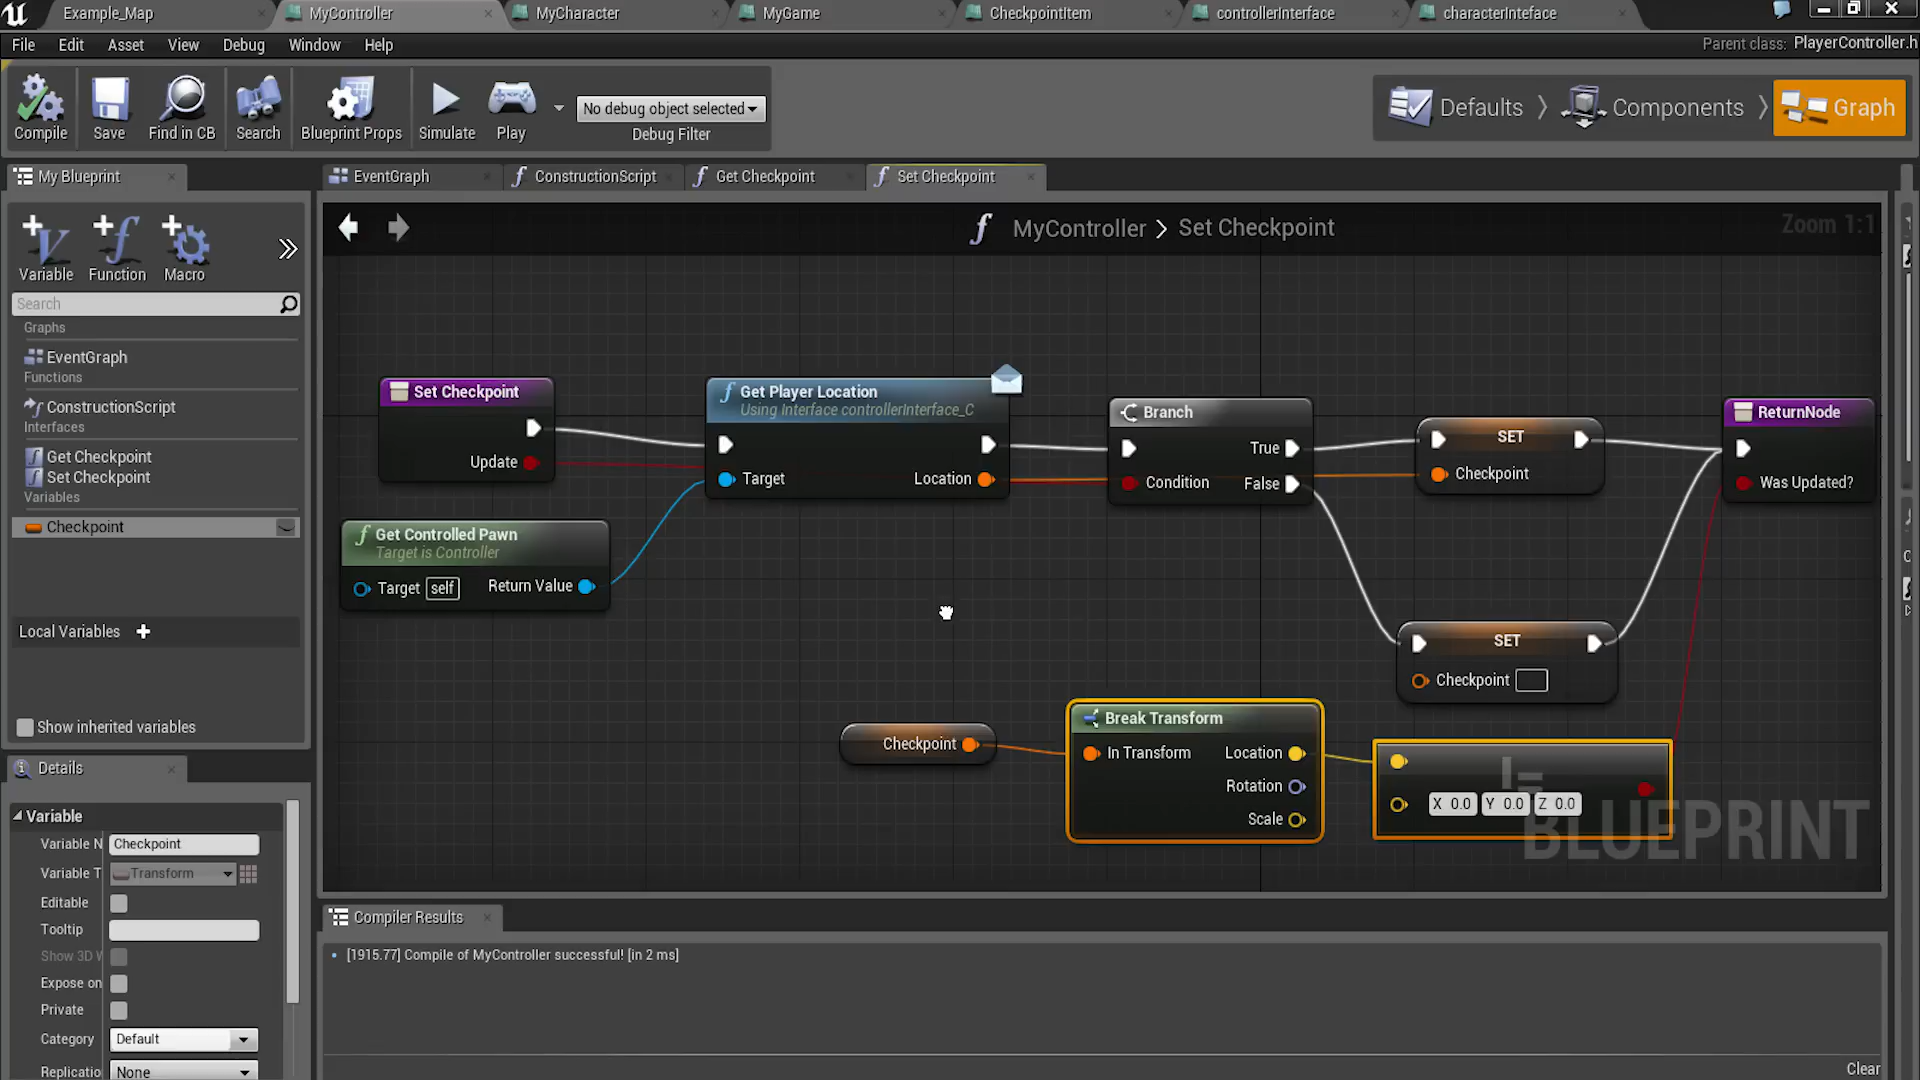 Example_Map
MyController
MyCharacter
MyGame
CheckpointItem
controllerInterface
characterInteface
File Edit Asset View Debug Window Help
Parent class: PlayerController.h
Compile
Save
Find in CB
Search
Blueprint Props
Simulate
Play
No debug object selected
Debug Filter
Defaults
Components
Graph
My Blueprint
EventGraph
ConstructionScript
Get Checkpoint
Set Checkpoint
Variable
Function
Macro
MyController > Set Checkpoint
Zoom 1:1
Search
Graphs
EventGraph
Functions
ConstructionScript
Interfaces
Get Checkpoint
Set Checkpoint
Variables
Checkpoint
Local Variables
Show inherited variables
Set Checkpoint
Update
Get Player Location
Using Interface controllerInterface_C
Target
Location
Branch
True
Condition
False
SET
Checkpoint
ReturnNode
Was Updated?
Get Controlled Pawn
Target is Controller
Target self
Return Value
SET
Checkpoint
Checkpoint
Break Transform
In Transform
Location
Rotation
Scale
!=
X 0.0 Y 0.0 Z 0.0
BLUEPRINT
Details
Variable
Variable N Checkpoint
Variable T Transform
Editable
Tooltip
Show 3D W
Expose on
Private
Category Default
Replicatio None
Compiler Results
[1915.77] Compile of MyController successful! [in 2 ms]
Clear